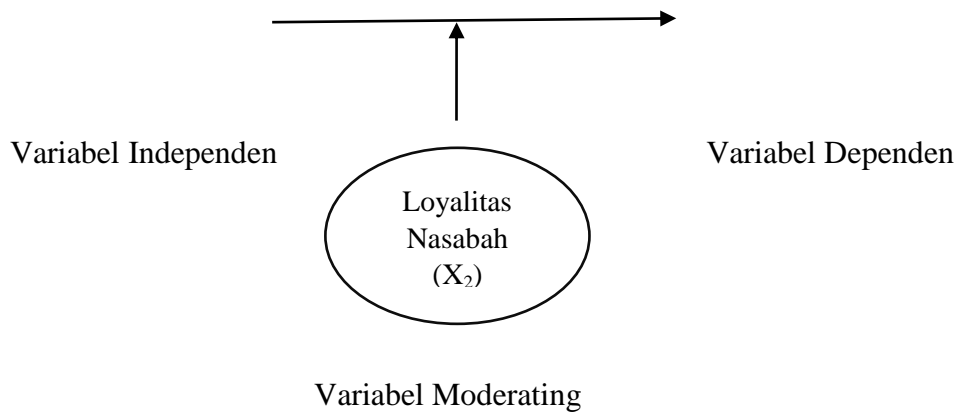 Variabel Independen
Variabel Dependen
Loyalitas
Nasabah
(X₂)
Variabel Moderating